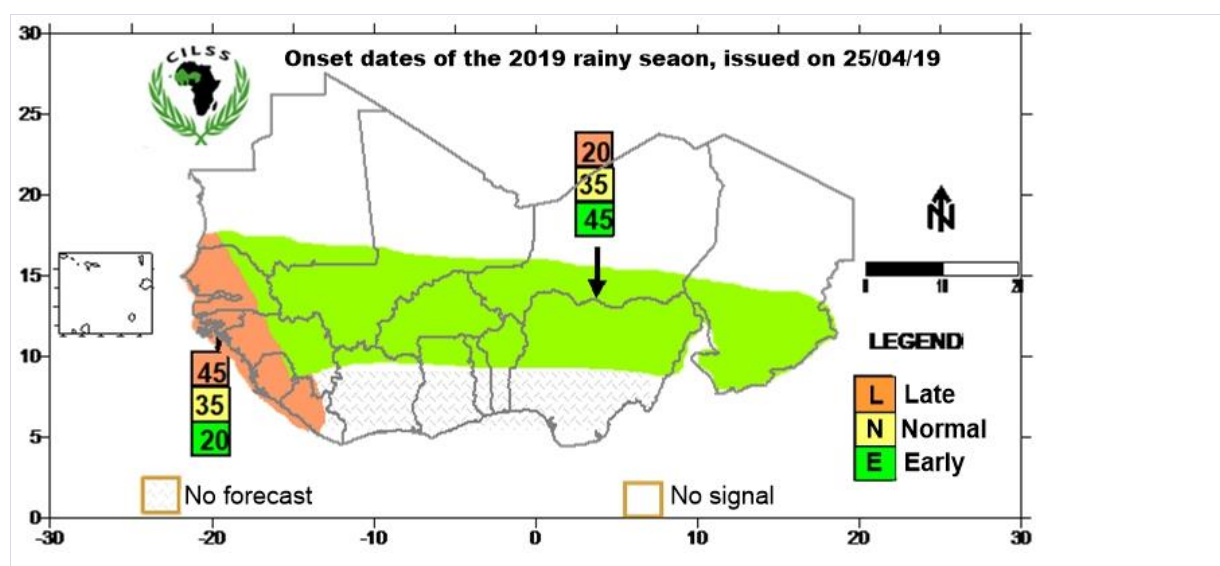 30
CILSS
Onset dates of the 2019 rainy seaon, issued on 25/04/19
25
20
35
45
20
N
15
10
LEGEND
45
35
20
L Late
N Normal
E Early
5
No forecast
No signal
0
-30
-20
-10
0
10
20
30